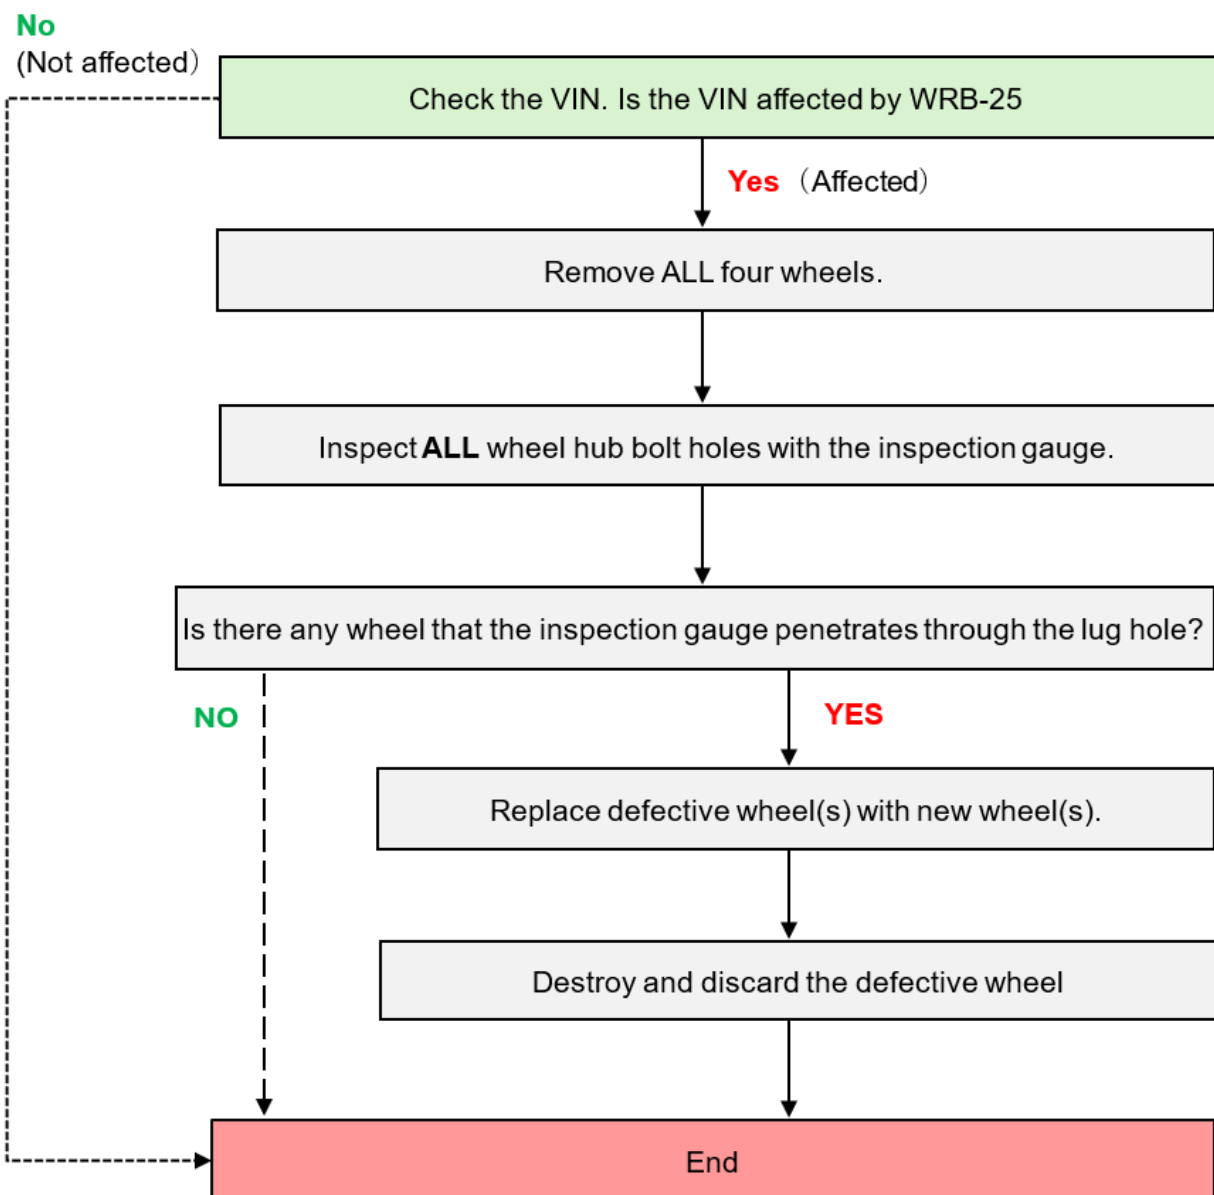 No
(Not affected）
Check the VIN. Is the VIN affected by WRB-25
Yes （Affected）
Remove ALL four wheels.
Inspect ALL wheel hub bolt holes with the inspection gauge.
Is there any wheel that the inspection gauge penetrates through the lug hole?
NO
YES
Replace defective wheel(s) with new wheel(s).
Destroy and discard the defective wheel
End